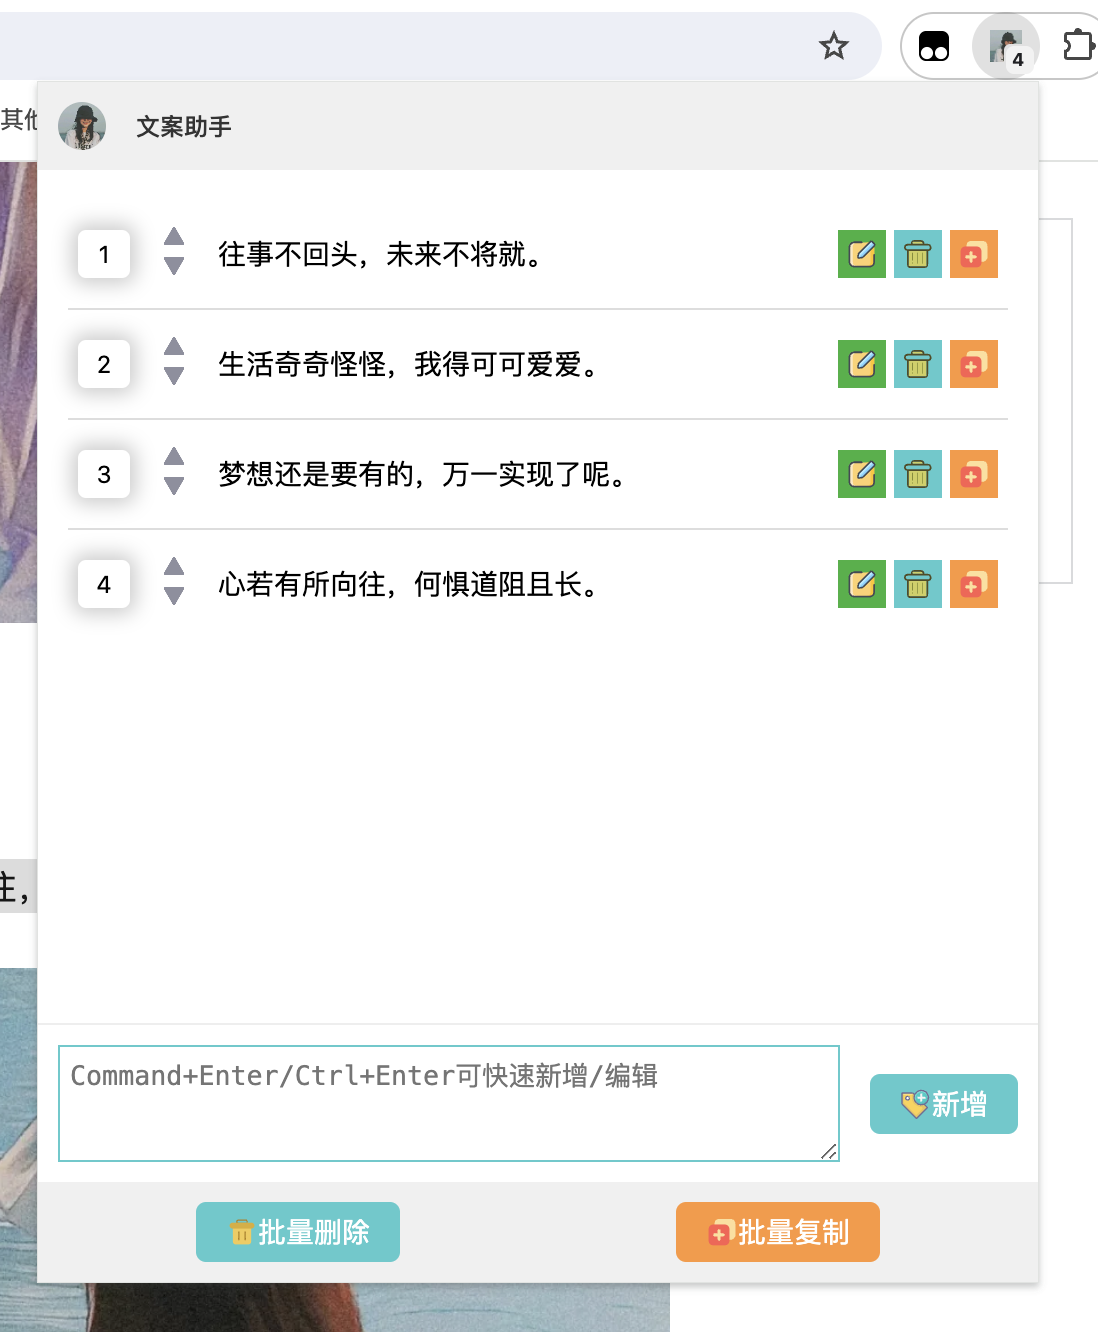 4
其他
文案助手
1
往事不回头，未来不将就。
2
生活奇奇怪怪，我得可可爱爱。
3
梦想还是要有的，万一实现了呢。
4
心若有所向往，何惧道阻且长。
往，
Command+Enter/Ctrl+Enter可快速新增/编辑
新增
批量删除
批量复制